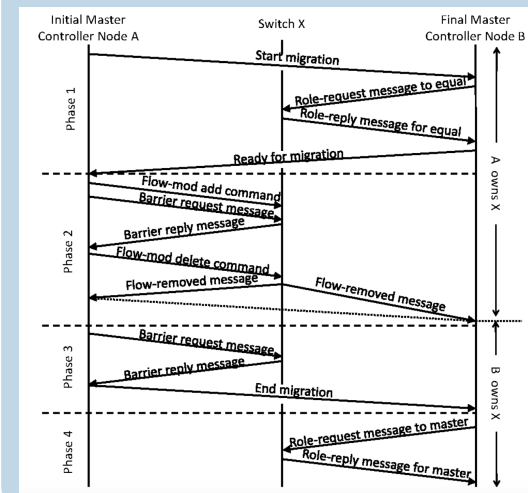 Initial Master
Controller Node A
Switch X
Final Master
Controller Node B
Phase 1
Start migration
Role-request message to equal
Role-reply message for equal
Ready for migration
A owns X
Phase 2
Flow-mod add command
Barrier request message
Barrier reply message
Flow-mod delete command
Flow-removed message
Flow-removed message
Phase 3
Barrier request message
Barrier reply message
End migration
B owns X
Phase 4
Role-request message to master
Role-reply message for master